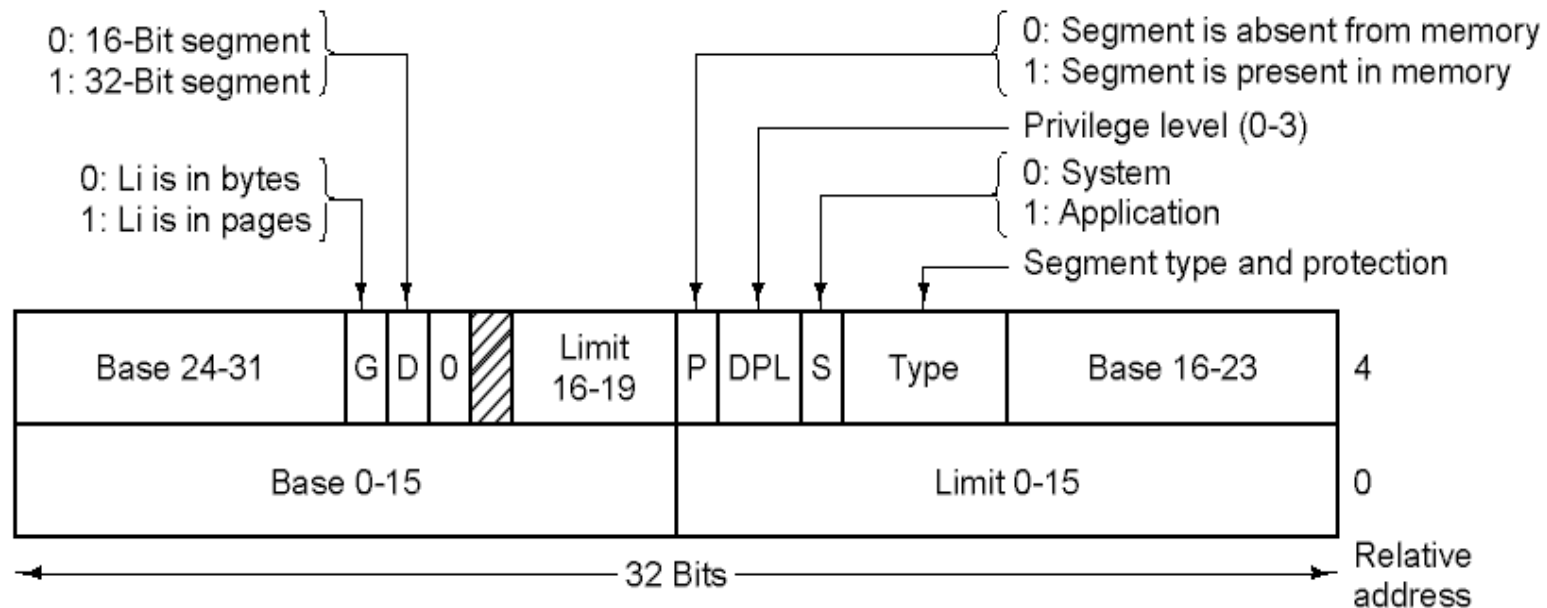 0: 16-Bit segment
1: 32-Bit segment
0: Segment is absent from memory
1: Segment is present in memory
Privilege level (0-3)
0: Li is in bytes
1: Li is in pages
0: System
1: Application
Segment type and protection
Base 24-31 G D 0 Limit 16-19 P DPL S Type Base 16-23 4
Base 0-15 Limit 0-15 0
32 Bits
Relative
address